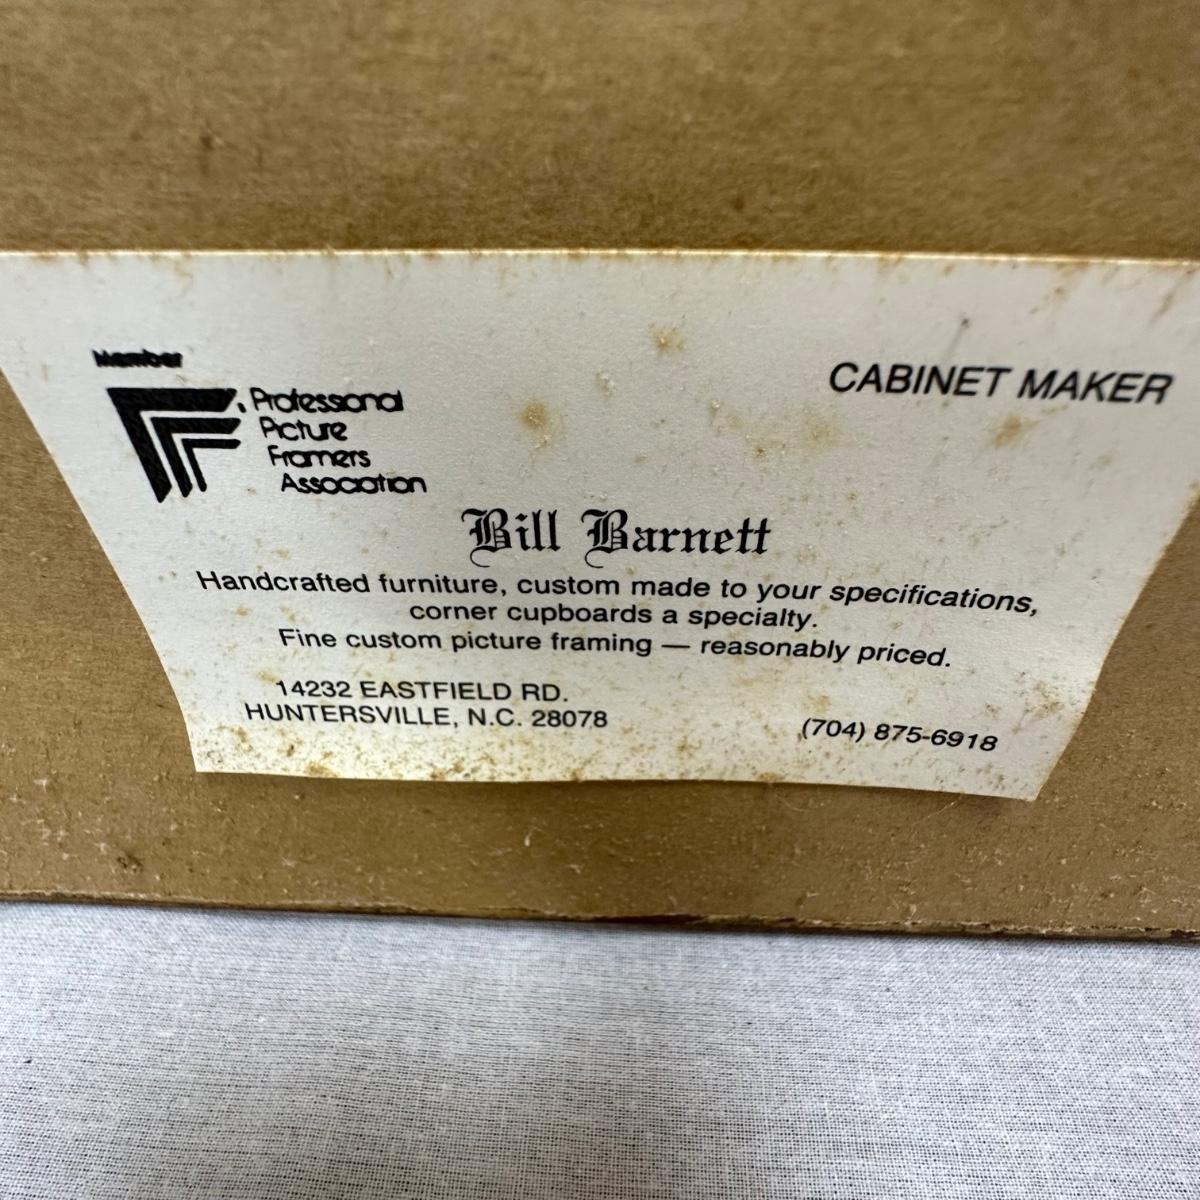 Member
Professional
Picture
Framers
Association
CABINET MAKER
Bill Barnett
Handcrafted furniture, custom made to your specifications,
corner cupboards a specialty.
Fine custom picture framing — reasonably priced.
14232 EASTFIELD RD.
HUNTERSVILLE, N.C. 28078
(704) 875-6918